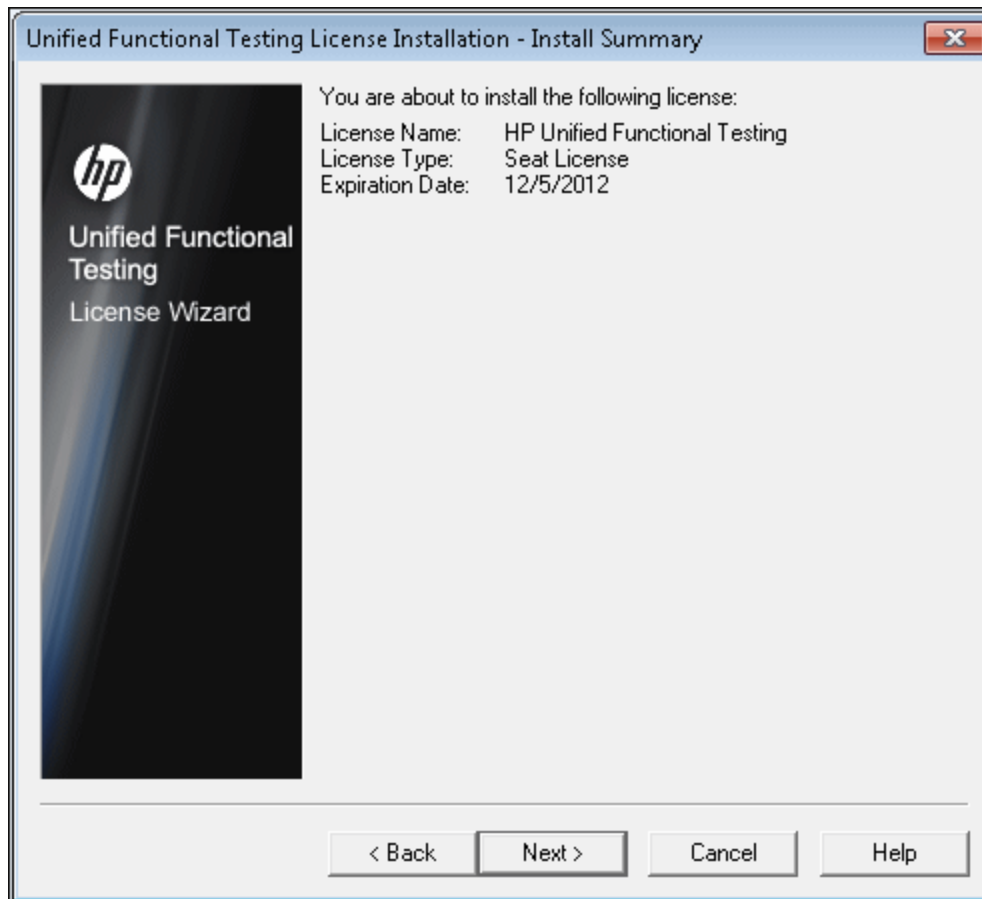 Unified Functional Testing License Installation - Install Summary
hp
Unified Functional
Testing
License Wizard
You are about to install the following license:
License Name: HP Unified Functional Testing
License Type: Seat License
Expiration Date: 12/5/2012
< Back Next > Cancel Help